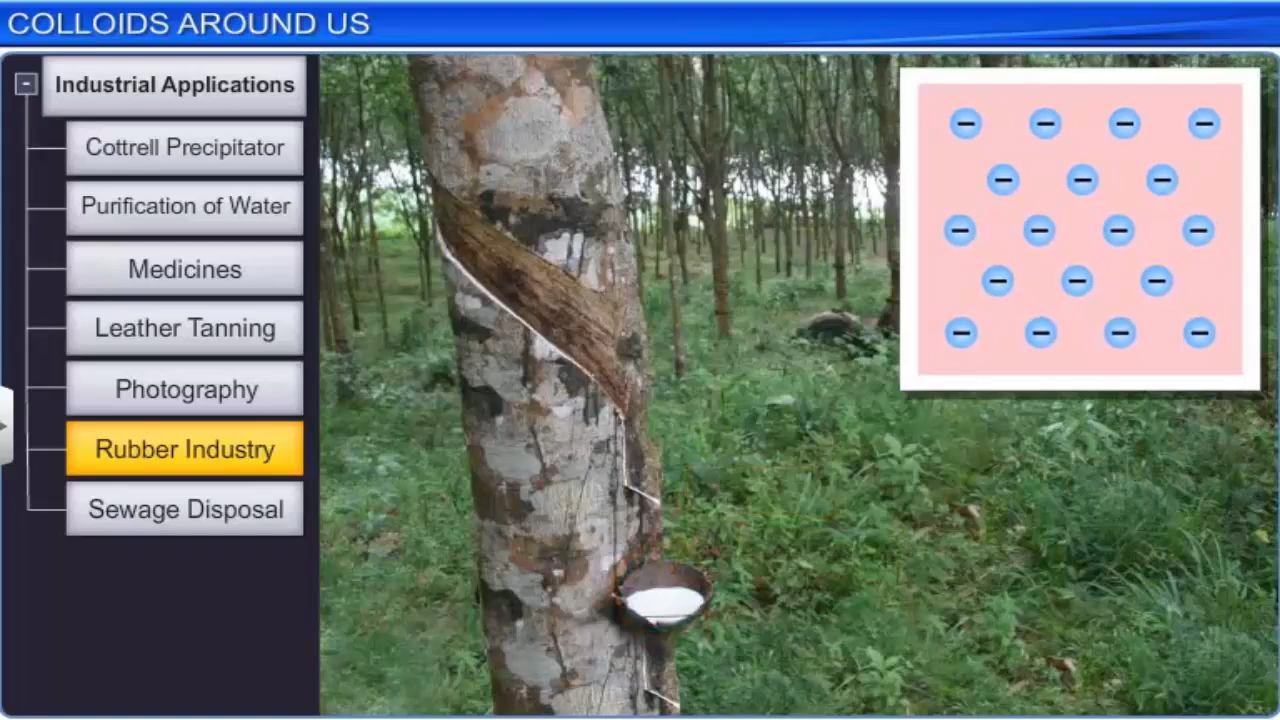 COLLOIDS AROUND US
Industrial Applications
Cottrell Precipitator
Purification of Water
Medicines
Leather Tanning
Photography
Rubber Industry
Sewage Disposal